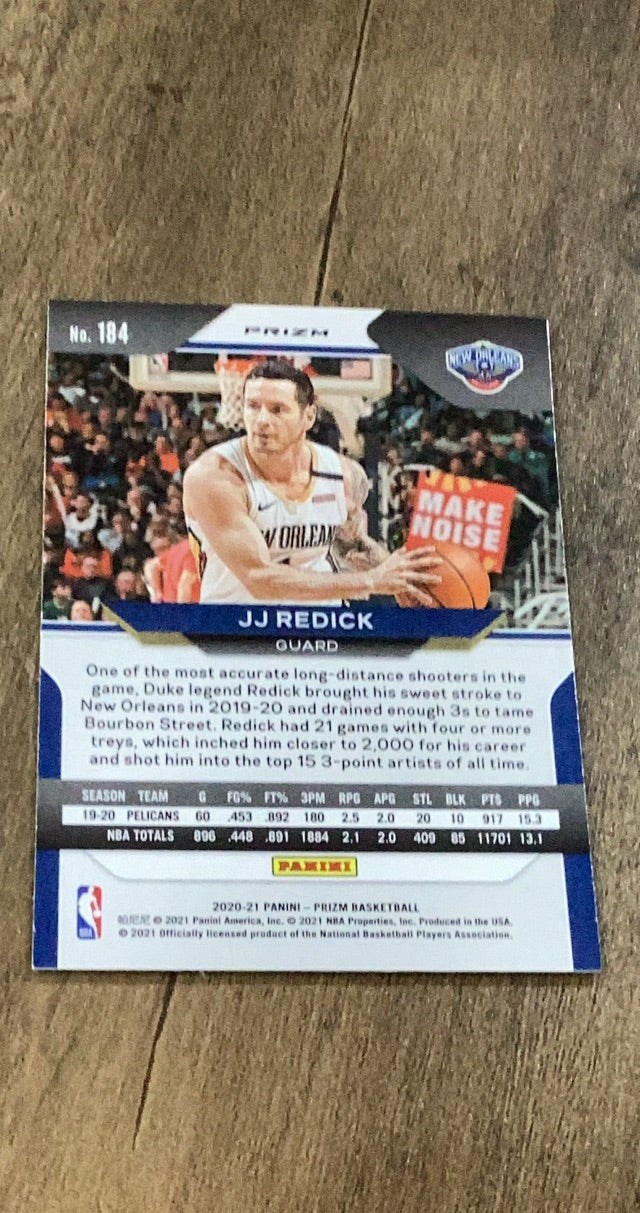 No. 184
PRIZM
NEW ORLEANS
MAKE
NOISE
W ORLEAN
JJ REDICK
GUARD
One of the most accurate long-distance shooters in the
game, Duke legend Redick brought his sweet stroke to
New Orleans in 2019-20 and drained enough 3s to tame
Bourbon Street. Redick had 21 games with four or more
treys, which inched him closer to 2,000 for his career
and shot him into the top 15 3-point artists of all time.
SEASON TEAM G FG% FT% 3PM RPG APG STL BLK PTS PPG
19-20 PELICANS 60 .453 .892 180 2.5 2.0 20 10 917 15.3
NBA TOTALS 896 .448 .891 1884 2.1 2.0 409 85 11701 13.1
PANINI
NBA
2020-21 PANINI – PRIZM BASKETBALL
帕尼尼 © 2021 Panini America, Inc. © 2021 NBA Properties, Inc. Produced in the USA.
© 2021 Officially licensed product of the National Basketball Players Association.